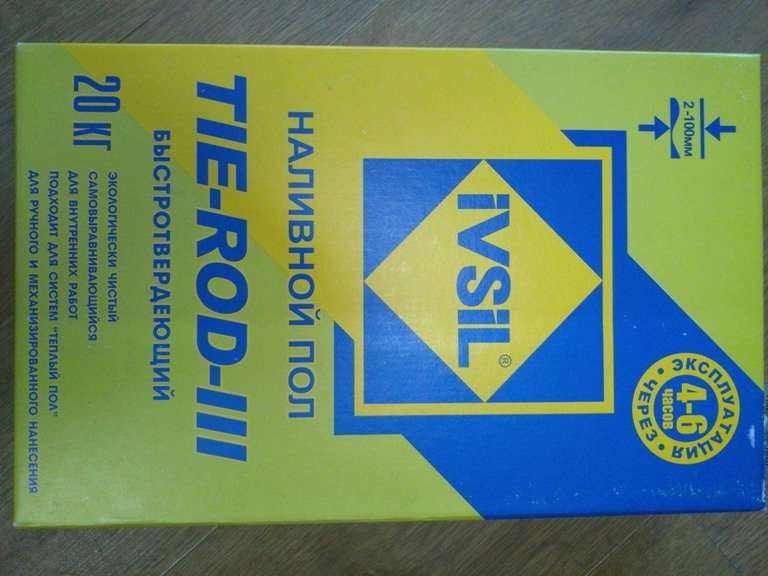 2-100мм
ЭКСПЛУАТАЦИЯ
• ЧЕРЕЗ •
4-6
ЧАСОВ
iVSiL®
НАЛИВНОЙ ПОЛ
TIE-ROD-III
БЫСТРОТВЕРДЕЮЩИЙ
20 КГ
ЭКОЛОГИЧЕСКИ ЧИСТЫЙ
САМОВЫРАВНИВАЮЩИЙСЯ
ДЛЯ ВНУТРЕННИХ РАБОТ
ПОДХОДИТ ДЛЯ СИСТЕМ "ТЕПЛЫЙ ПОЛ"
ДЛЯ РУЧНОГО И МЕХАНИЗИРОВАННОГО НАНЕСЕНИЯ